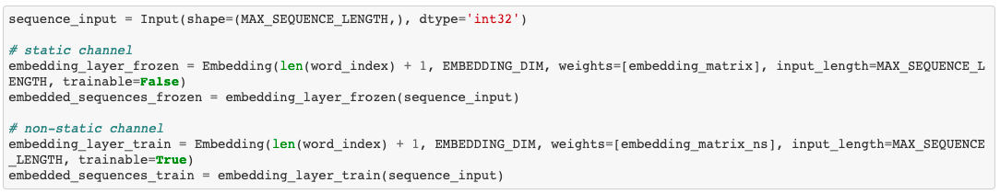 sequence_input = Input(shape=(MAX_SEQUENCE_LENGTH,), dtype='int32')
# static channel
embedding_layer_frozen = Embedding(len(word_index) + 1, EMBEDDING_DIM, weights=[embedding_matrix], input_length=MAX_SEQUENCE_L
ENGTH, trainable=False)
embedded_sequences_frozen = embedding_layer_frozen(sequence_input)
# non-static channel
embedding_layer_train = Embedding(len(word_index) + 1, EMBEDDING_DIM, weights=[embedding_matrix_ns], input_length=MAX_SEQUENCE
_LENGTH, trainable=True)
embedded_sequences_train = embedding_layer_train(sequence_input)